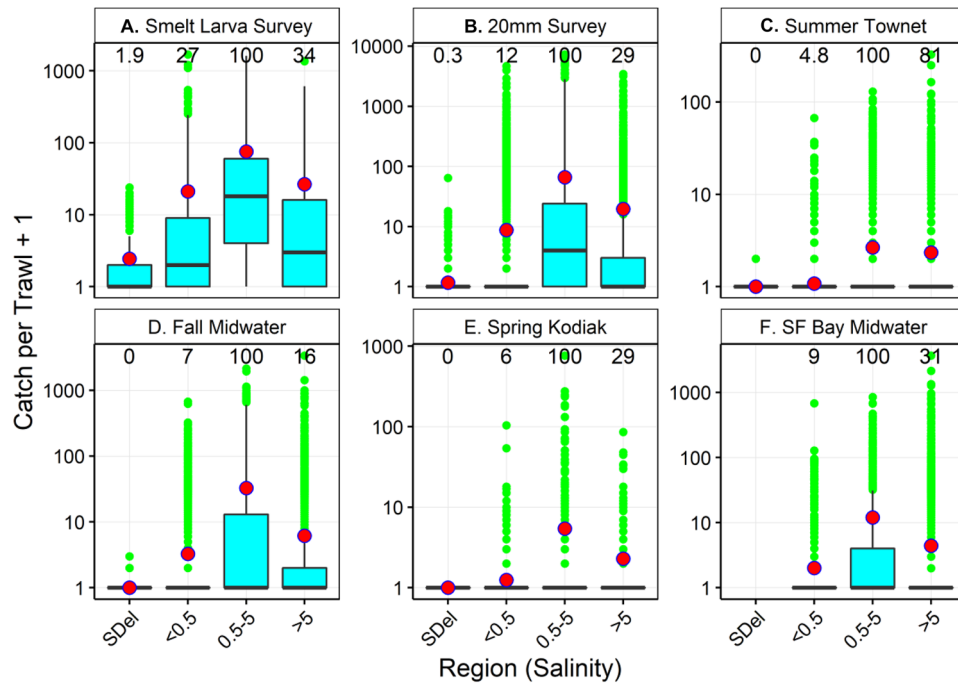 A. Smelt Larva Survey
B. 20mm Survey
C. Summer Townet
1.9 27 100 34
0.3 12 100 29
0 4.8 100 81
1000
100
10
1
10000
1000
100
10
1
100
10
1
D. Fall Midwater
E. Spring Kodiak
F. SF Bay Midwater
0 7 100 16
0 6 100 29
9 100 31
1000
100
10
1
1000
100
10
1
1000
100
10
1
SDel <0.5 0.5-5 >5
SDel <0.5 0.5-5 >5
SDel <0.5 0.5-5 >5
Catch per Trawl + 1
Region (Salinity)